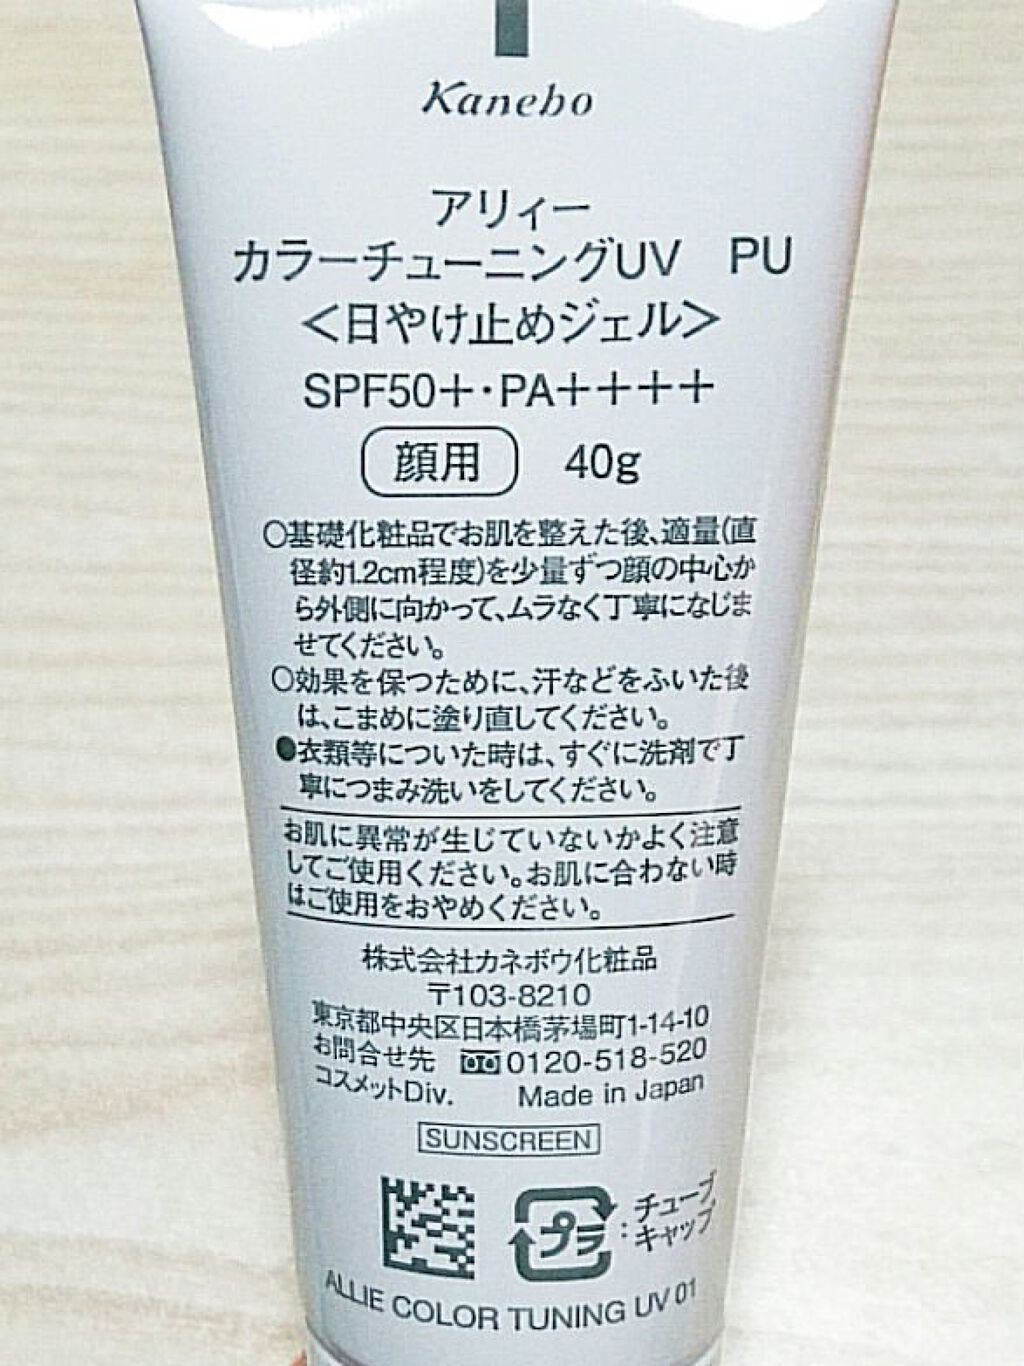 Kanebo
アリィー
カラーチューニングUV PU
＜日やけ止めジェル＞
SPF50＋・PA＋＋＋＋
顔用 40g
○基礎化粧品でお肌を整えた後、適量(直
径約1.2cm程度)を少量ずつ顔の中心か
ら外側に向かって、ムラなく丁寧になじま
せてください。
○効果を保つために、汗などをふいた後
は、こまめに塗り直してください。
●衣類等についた時は、すぐに洗剤で丁
寧につまみ洗いをしてください。
お肌に異常が生じていないかよく注意
してご使用ください。お肌に合わない時
はご使用をおやめください。
株式会社カネボウ化粧品
〒103-8210
東京都中央区日本橋茅場町1-14-10
お問合せ先 0120-518-520
コスメットDiv. Made in Japan
SUNSCREEN
プラ : チューブ
キャップ
ALLIE COLOR TUNING UV 01